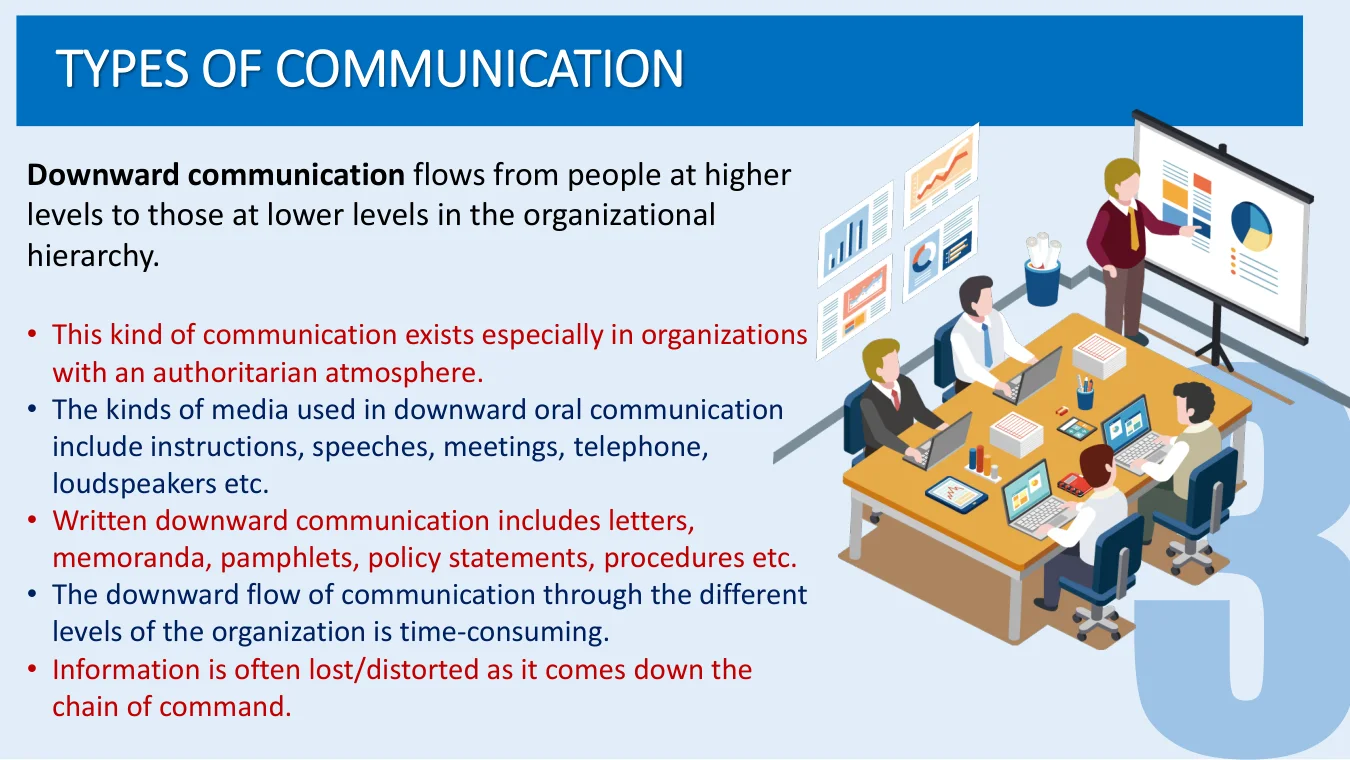 TYPES OF COMMUNICATION
Downward communication flows from people at higher
levels to those at lower levels in the organizational
hierarchy.
• This kind of communication exists especially in organizations
with an authoritarian atmosphere.
• The kinds of media used in downward oral communication
include instructions, speeches, meetings, telephone,
loudspeakers etc.
• Written downward communication includes letters,
memoranda, pamphlets, policy statements, procedures etc.
• The downward flow of communication through the different
levels of the organization is time-consuming.
• Information is often lost/distorted as it comes down the
chain of command.
3